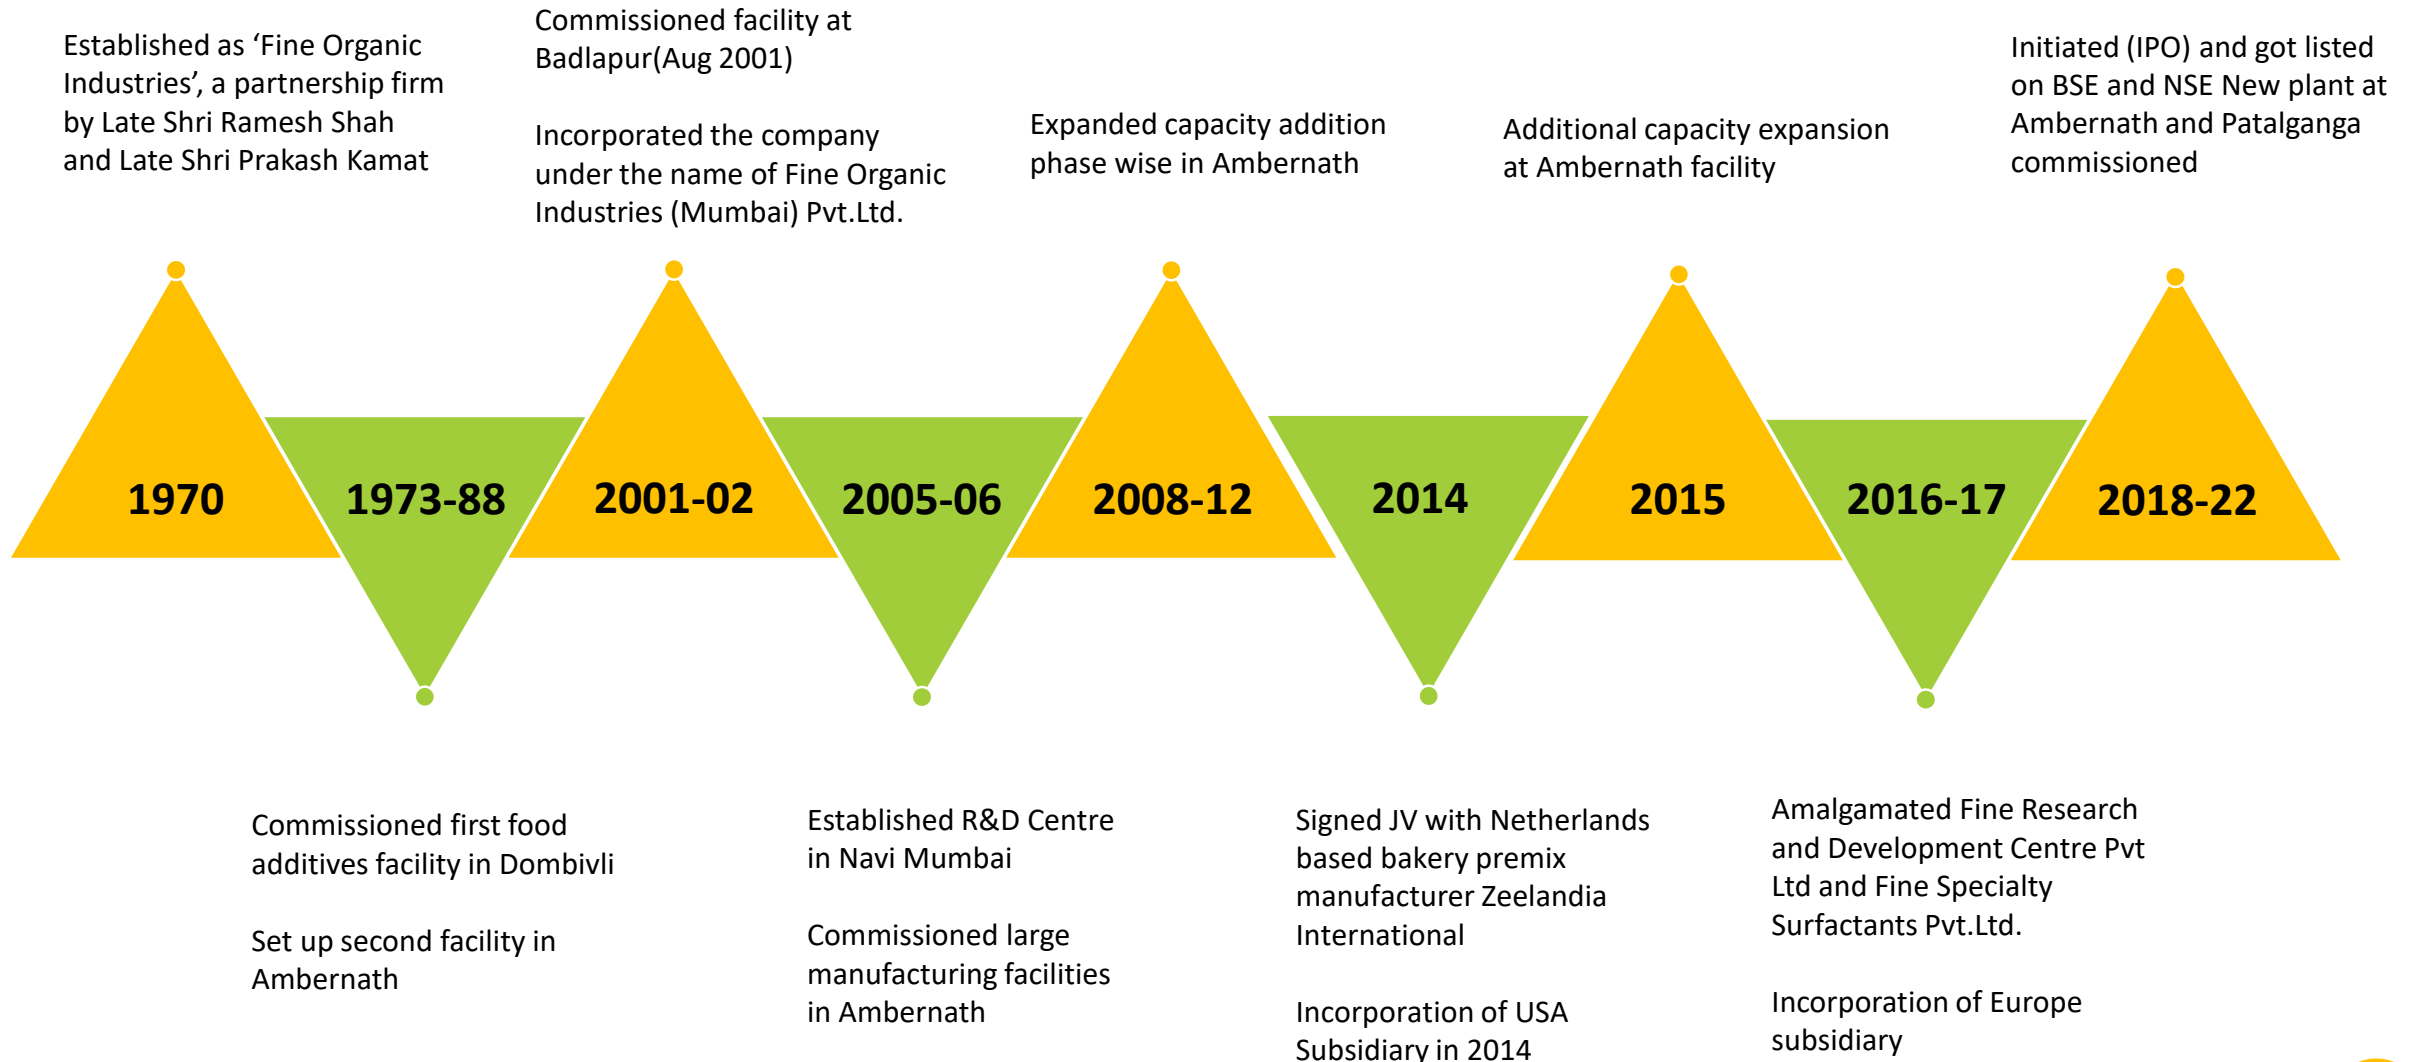 Established as ‘Fine Organic
Industries’, a partnership firm
by Late Shri Ramesh Shah
and Late Shri Prakash Kamat
Commissioned facility at
Badlapur(Aug 2001)
Incorporated the company
under the name of Fine Organic
Industries (Mumbai) Pvt.Ltd.
Expanded capacity addition
phase wise in Ambernath
Additional capacity expansion
at Ambernath facility
Initiated (IPO) and got listed
on BSE and NSE New plant at
Ambernath and Patalganga
commissioned
1970
1973-88
2001-02
2005-06
2008-12
2014
2015
2016-17
2018-22
Commissioned first food
additives facility in Dombivli
Set up second facility in
Ambernath
Established R&D Centre
in Navi Mumbai
Commissioned large
manufacturing facilities
in Ambernath
Signed JV with Netherlands
based bakery premix
manufacturer Zeelandia
International
Incorporation of USA
Subsidiary in 2014
Amalgamated Fine Research
and Development Centre Pvt
Ltd and Fine Specialty
Surfactants Pvt.Ltd.
Incorporation of Europe
subsidiary